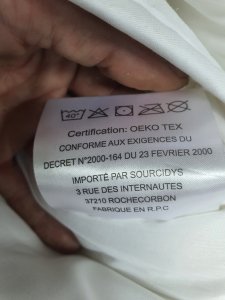 40°
Certification: OEKO TEX
CONFORME AUX EXIGENCES DU
DECRET N°2000-164 DU 23 FEVRIER 2000
IMPORTÉ PAR SOURCIDYS
3 RUE DES INTERNAUTES
37210 ROCHECORBON
FABRIQUE EN R.P.C